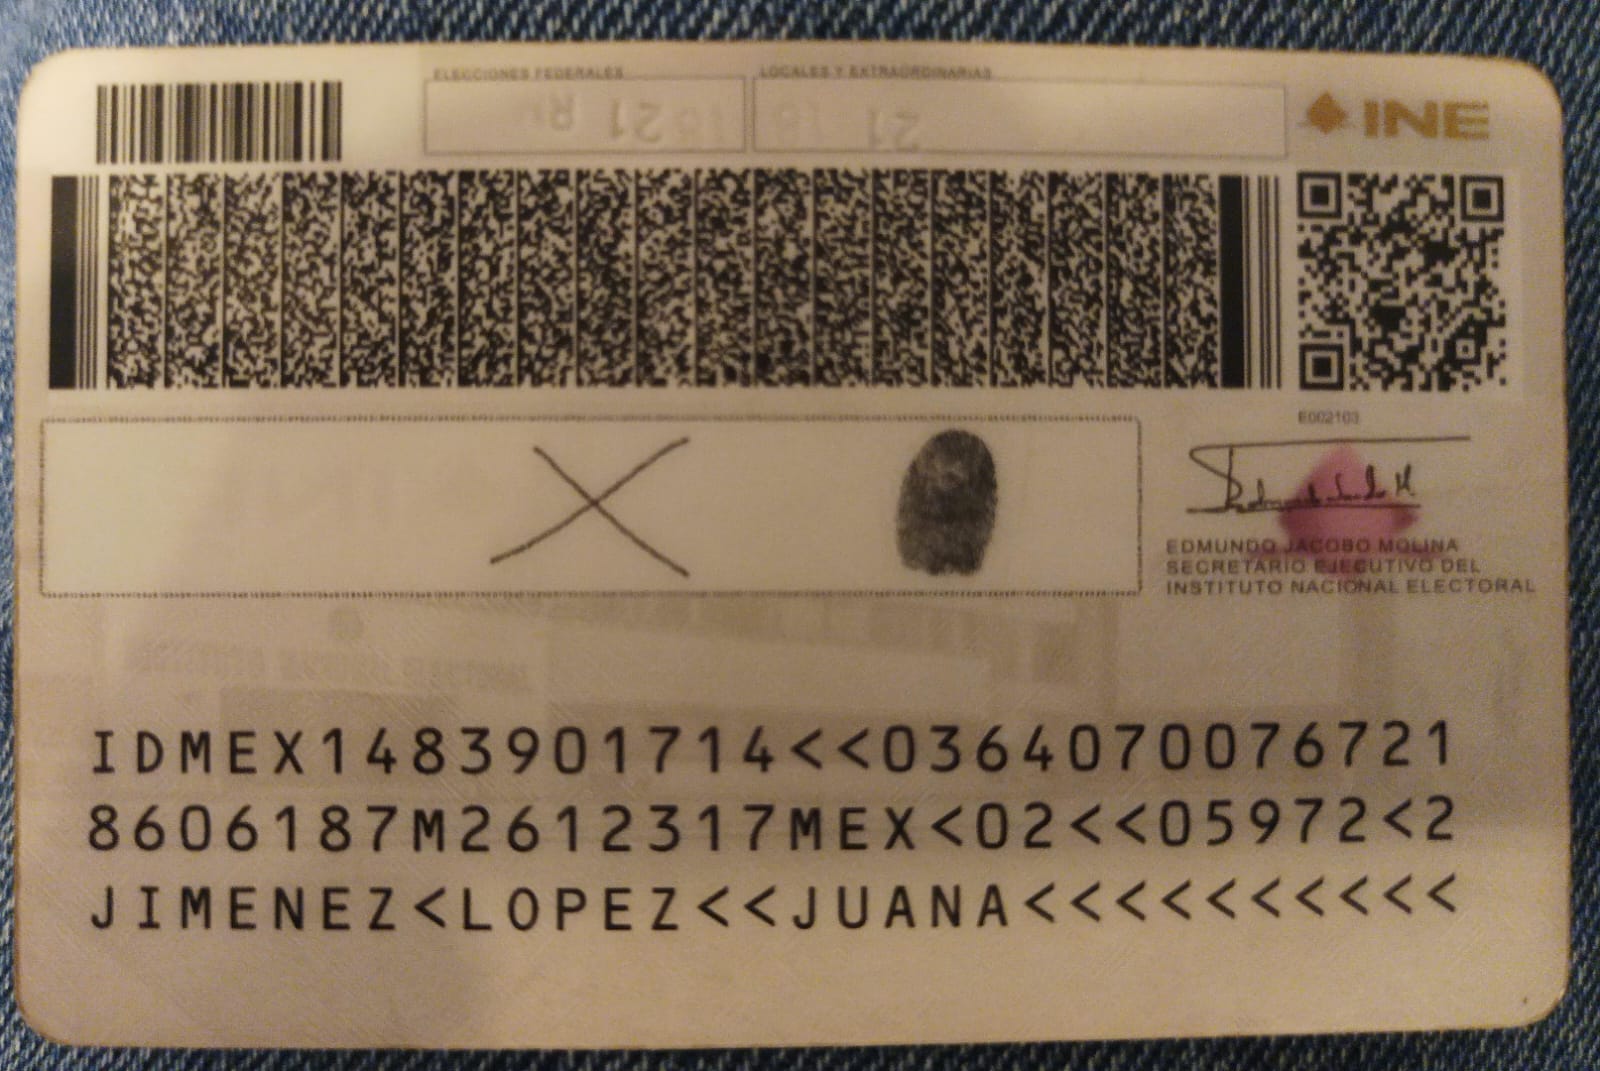 ELECCIONES FEDERALES
LOCALES Y EXTRAORDINARIAS
INE
E002103
EDMUNDO JACOBO MOLINA
SECRETARIO EJECUTIVO DEL
INSTITUTO NACIONAL ELECTORAL
IDMEX1483901714<<0364070076721
8606187M2612317MEX<02<<05972<2
JIMENEZ<LOPEZ<<JUANA<<<<<<<<<<